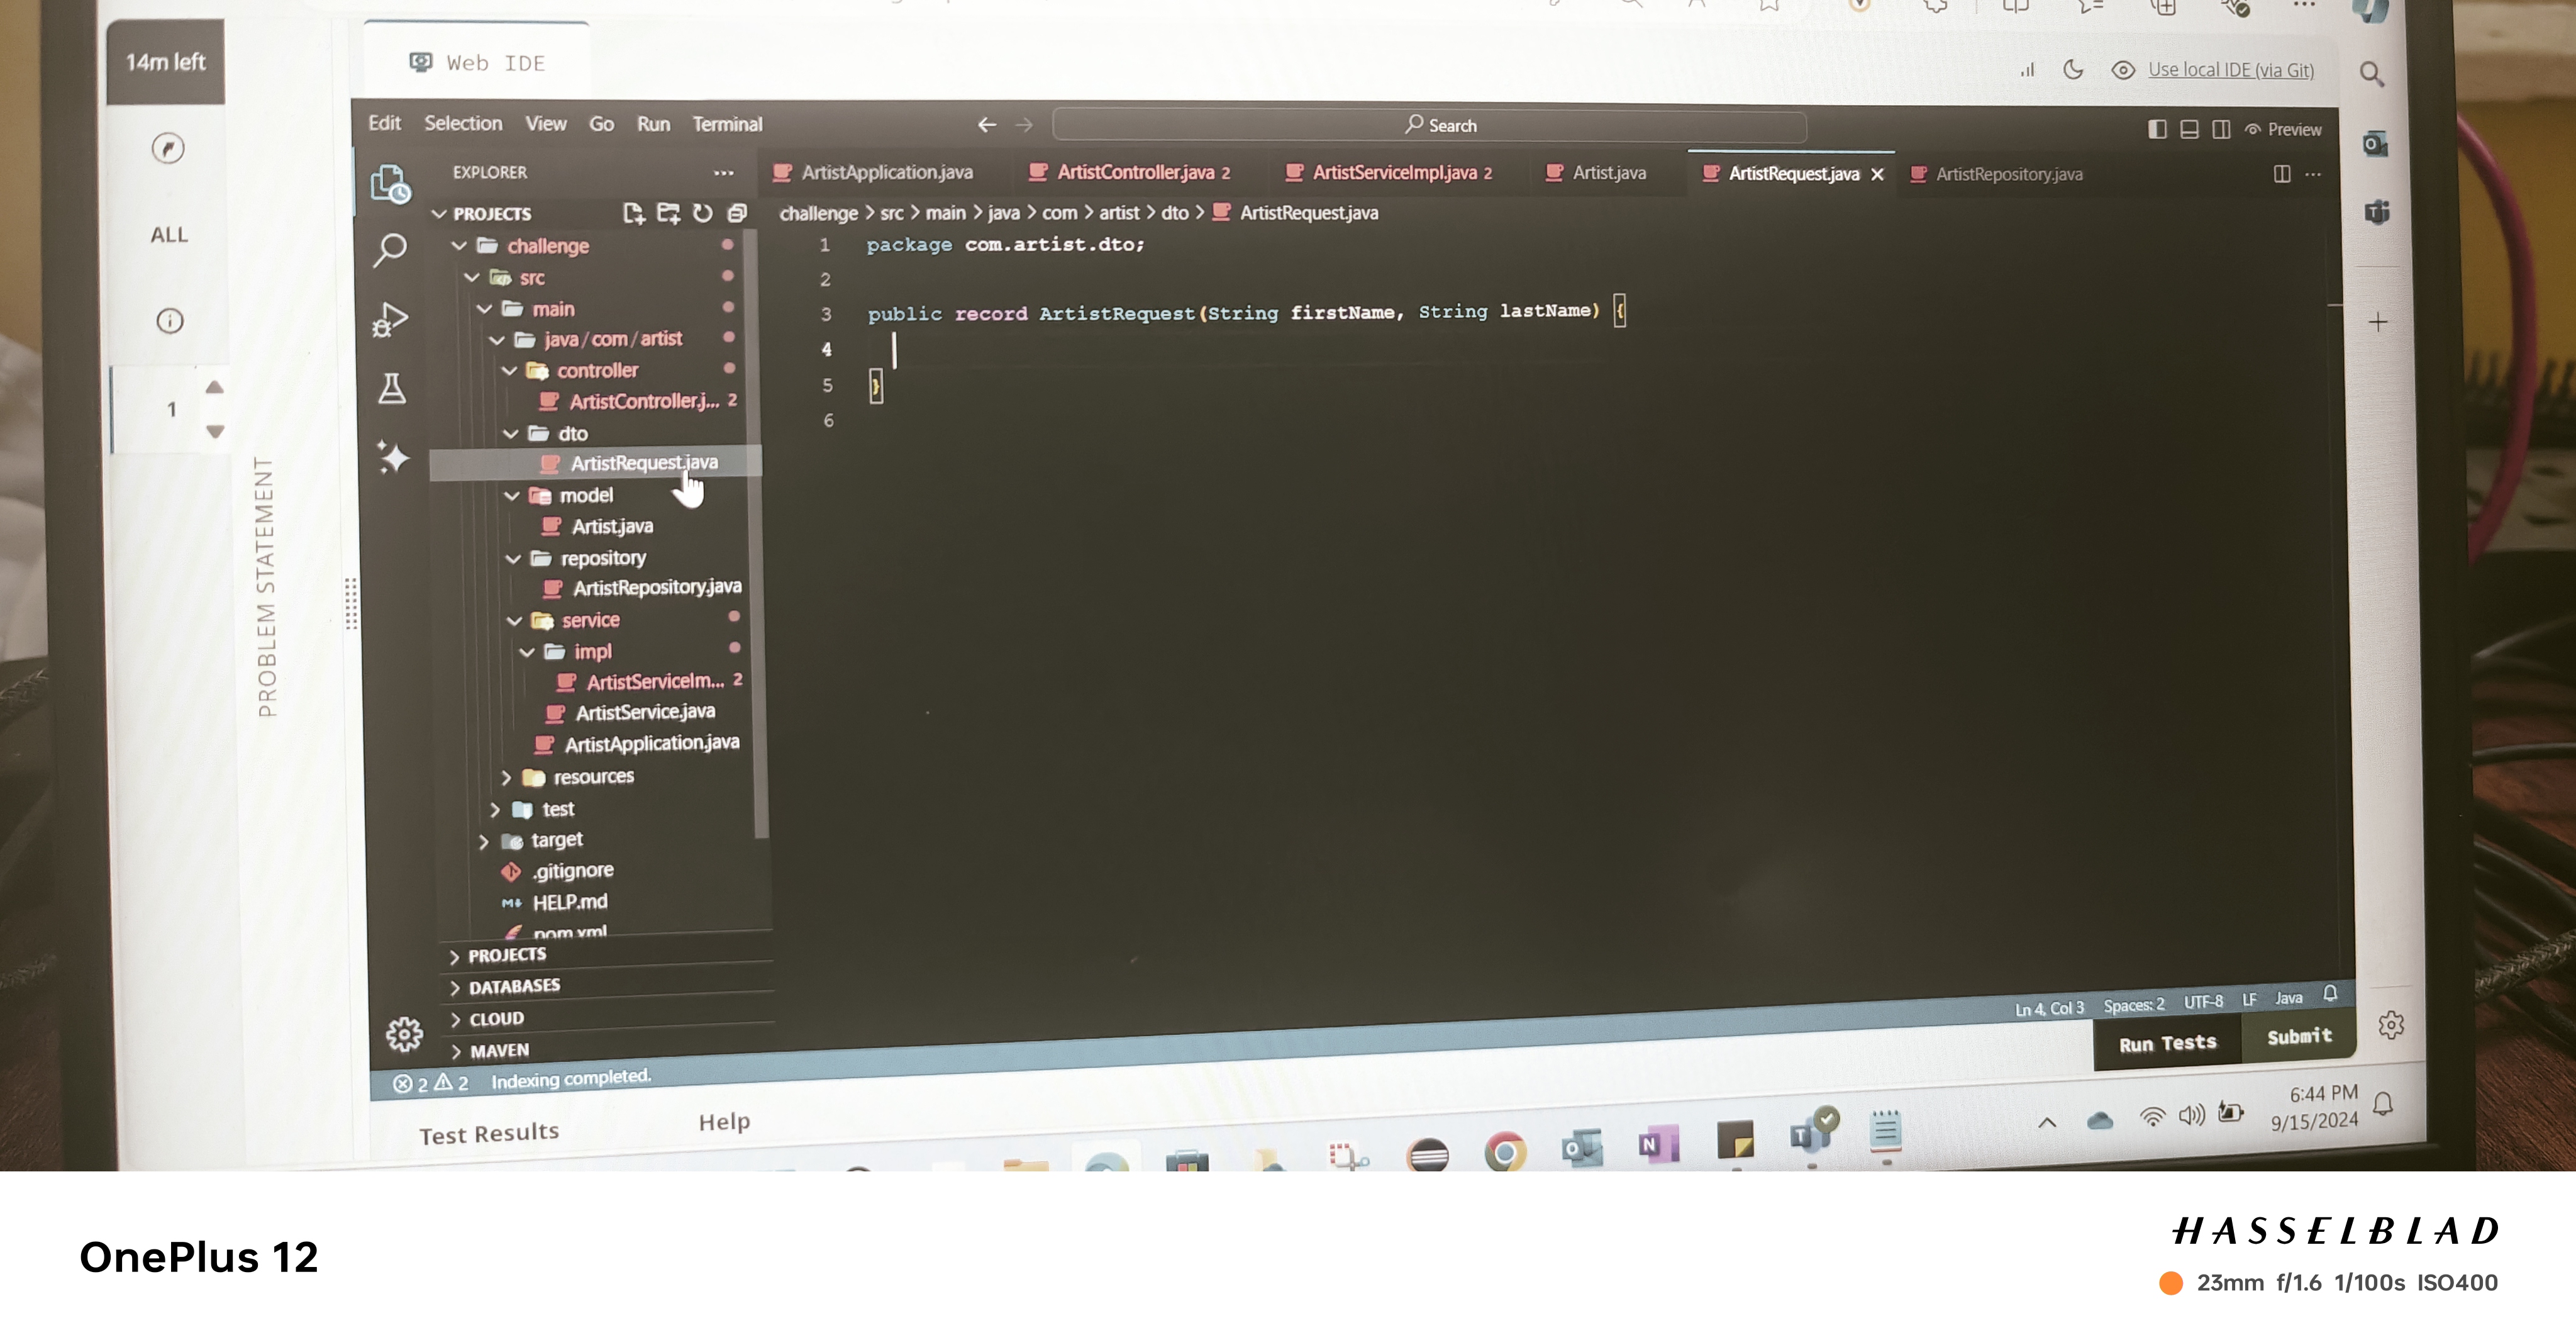 14m left
Web IDE
Use local IDE (via Git)
Edit Selection View Go Run Terminal
Search
Preview
EXPLORER
ArtistApplication.java
ArtistController.java 2
ArtistServiceImpl.java 2
Artist.java
ArtistRequest.java
ArtistRepository.java
ALL
1
PROBLEM STATEMENT
PROJECTS
challenge
src
main
java/com/artist
controller
ArtistController.j... 2
dto
ArtistRequest.java
model
Artist.java
repository
ArtistRepository.java
service
impl
ArtistServiceIm... 2
ArtistService.java
ArtistApplication.java
resources
test
target
.gitignore
HELP.md
pom.xml
PROJECTS
DATABASES
CLOUD
MAVEN
challenge > src > main > java > com > artist > dto > ArtistRequest.java
1 package com.artist.dto;
2
3 public record ArtistRequest(String firstName, String lastName) {
4
5 }
6
Ln 4, Col 3 Spaces: 2 UTF-8 LF Java
2 2 Indexing completed.
Run Tests Submit
Test Results Help
6:44 PM
9/15/2024
OnePlus 12
HASSELBLAD
23mm f/1.6 1/100s ISO400